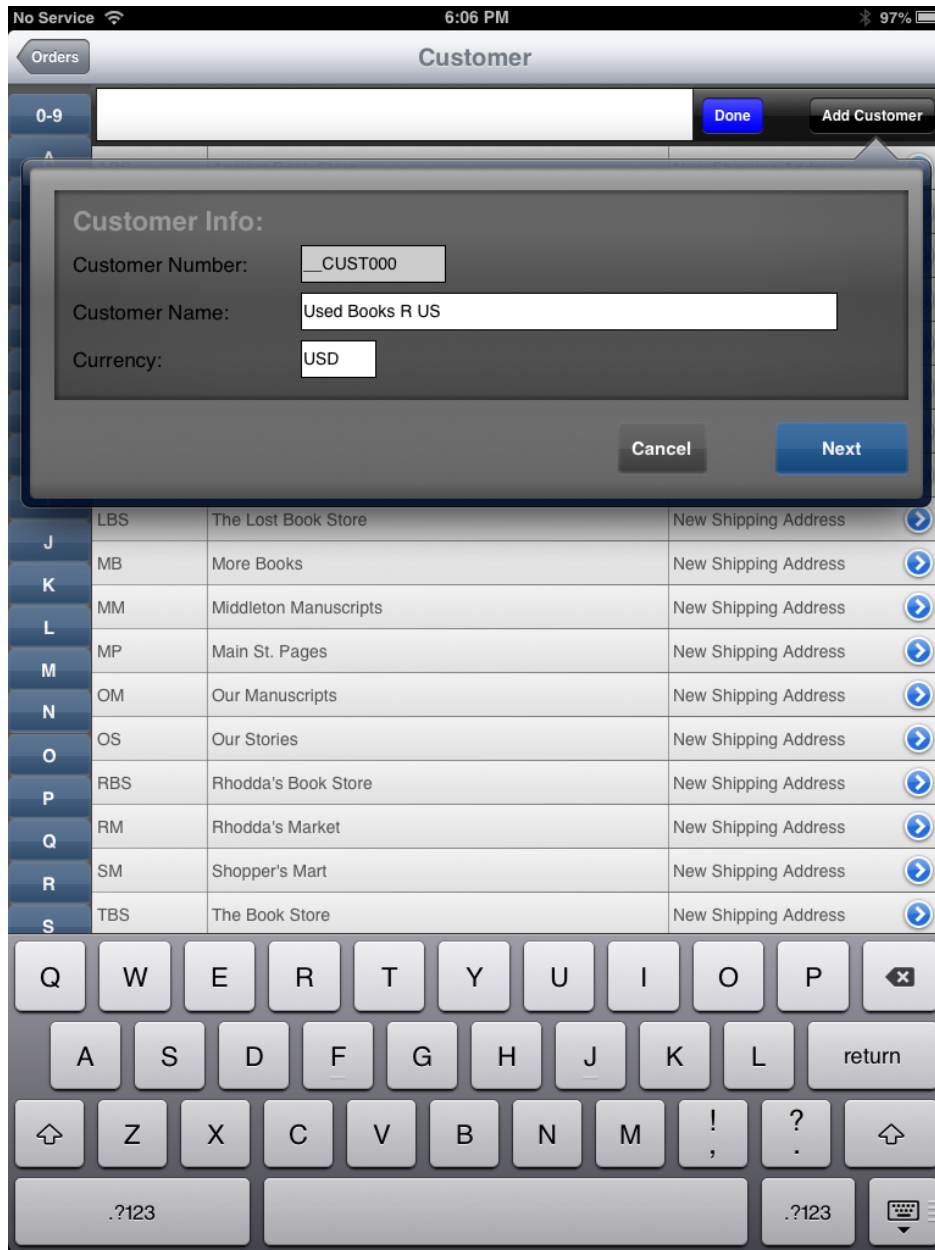 No Service 6:06 PM 97%
Orders Customer
0-9 Done Add Customer
Customer Info:
Customer Number: __CUST000
Customer Name: Used Books R US
Currency: USD
Cancel Next
LBS The Lost Book Store New Shipping Address
J
MB More Books New Shipping Address
K
MM Middleton Manuscripts New Shipping Address
L
MP Main St. Pages New Shipping Address
M
OM Our Manuscripts New Shipping Address
N
OS Our Stories New Shipping Address
O
RBS Rhodda's Book Store New Shipping Address
P
RM Rhodda's Market New Shipping Address
Q
SM Shopper's Mart New Shipping Address
R
TBS The Book Store New Shipping Address
S
Q W E R T Y U I O P
A S D F G H J K L return
Z X C V B N M ! , ? .
.?123 .?123